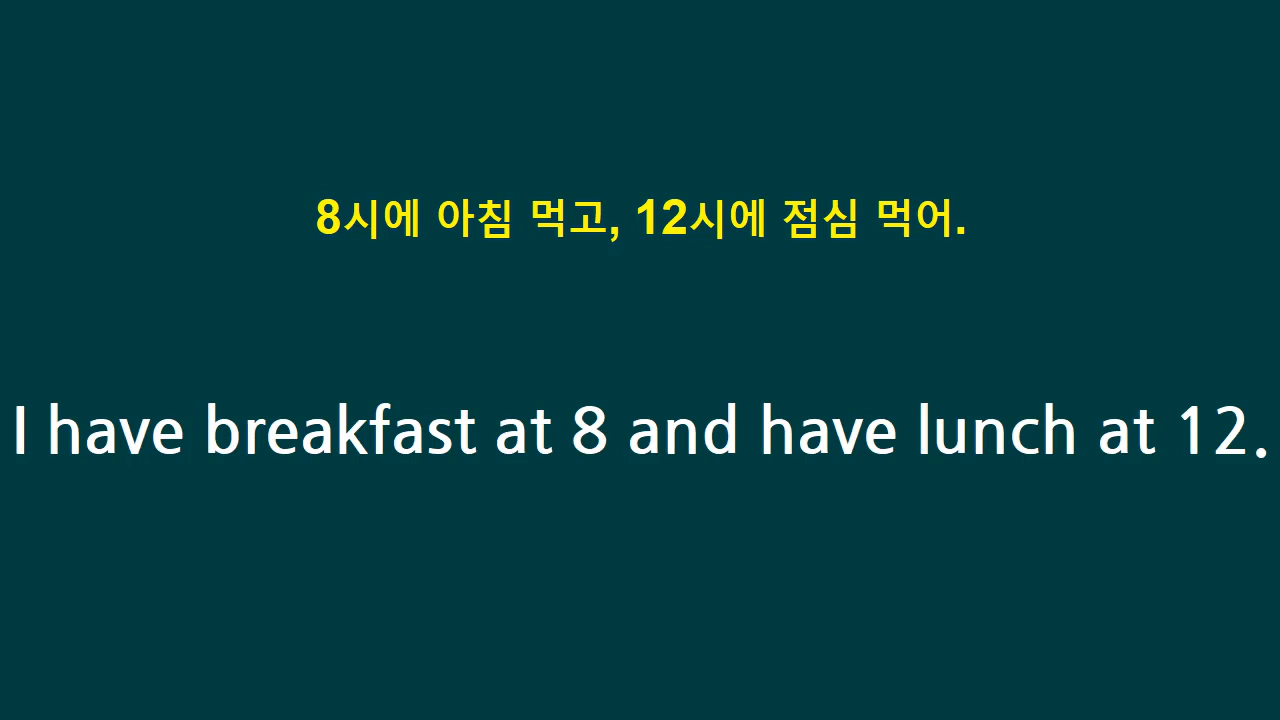 8시에 아침 먹고, 12시에 점심 먹어.
I have breakfast at 8 and have lunch at 12.